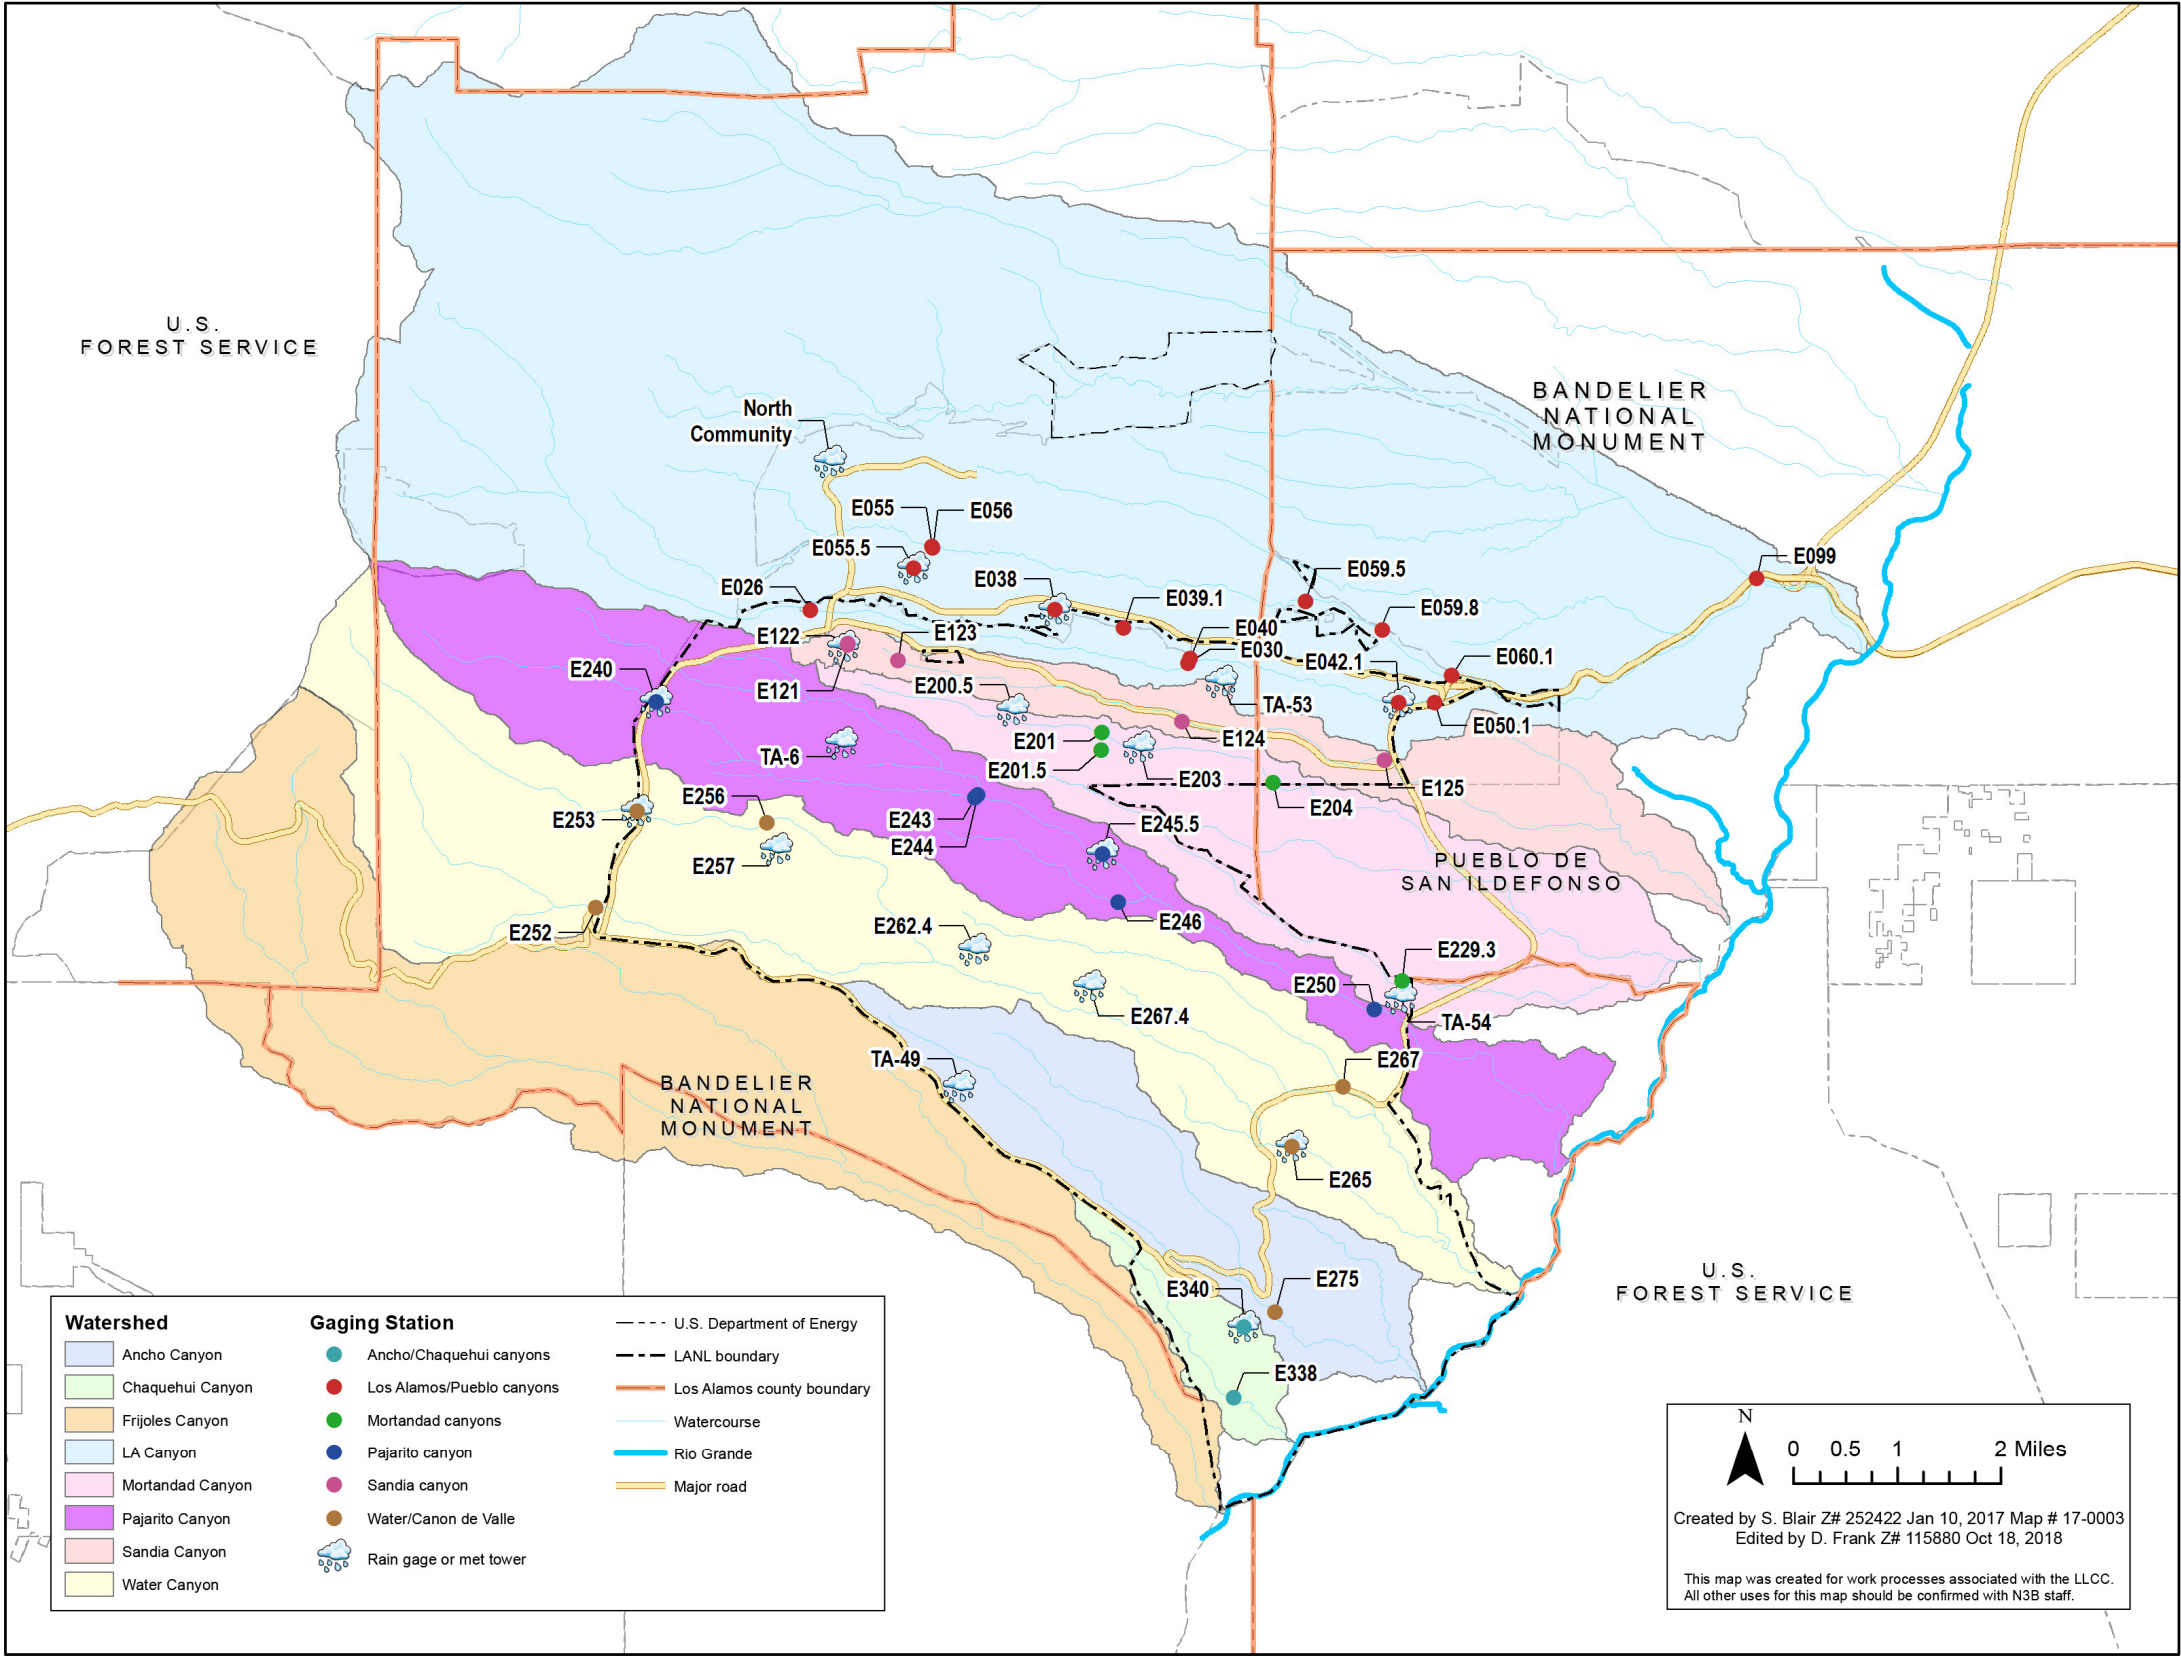 U.S.
FOREST SERVICE
BANDELIER
NATIONAL
MONUMENT
North
Community
E055
E056
E055.5
E038
E026
E039.1
E059.5
E099
E059.8
E122
E123
E040
E030
E042.1
E060.1
E240
E121
E200.5
TA-53
E050.1
E201
E124
TA-6
E201.5
E203
E125
E256
E204
E253
E243
E245.5
E244
E257
PUEBLO DE
SAN ILDEFONSO
E246
E262.4
E252
E229.3
E250
E267.4
TA-54
TA-49
E267
BANDELIER
NATIONAL
MONUMENT
E265
E275
E340
E338
U.S.
FOREST SERVICE
Watershed
Ancho Canyon
Chaquehui Canyon
Frijoles Canyon
LA Canyon
Mortandad Canyon
Pajarito Canyon
Sandia Canyon
Water Canyon
Gaging Station
Ancho/Chaquehui canyons
Los Alamos/Pueblo canyons
Mortandad canyons
Pajarito canyon
Sandia canyon
Water/Canon de Valle
Rain gage or met tower
U.S. Department of Energy
LANL boundary
Los Alamos county boundary
Watercourse
Rio Grande
Major road
N
0 0.5 1 2 Miles
Created by S. Blair Z# 252422 Jan 10, 2017 Map # 17-0003
Edited by D. Frank Z# 115880 Oct 18, 2018
This map was created for work processes associated with the LLCC.
All other uses for this map should be confirmed with N3B staff.